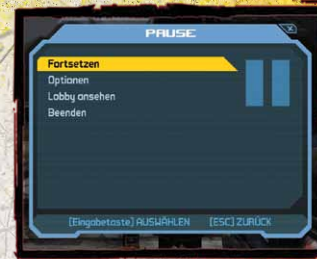 PAUSE
Fortsetzen
Optionen
Lobby ansehen
Beenden
[Eingabetaste] AUSWÄHLEN [ESC] ZURÜCK